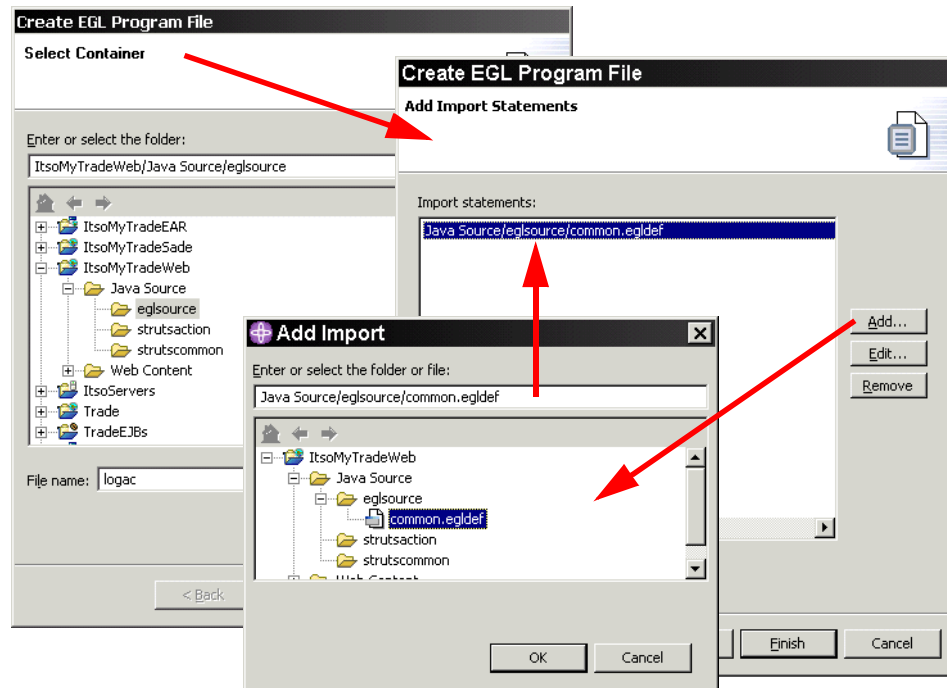 Create EGL Program File
Select Container
Enter or select the folder:
ItsoMyTradeWeb/Java Source/eglsource
ItsoMyTradeEAR
ItsoMyTradeSade
ItsoMyTradeWeb
Java Source
eglsource
strutsaction
strutscommon
Web Content
ItsoServers
Trade
TradeEJBs
File name:
logac
< Back
Create EGL Program File
Add Import Statements
Import statements:
Java Source/eglsource/common.egldef
Add...
Edit...
Remove
Finish
Cancel
Add Import
Enter or select the folder or file:
Java Source/eglsource/common.egldef
ItsoMyTradeWeb
Java Source
eglsource
common.egldef
strutsaction
strutscommon
Web Content
OK
Cancel